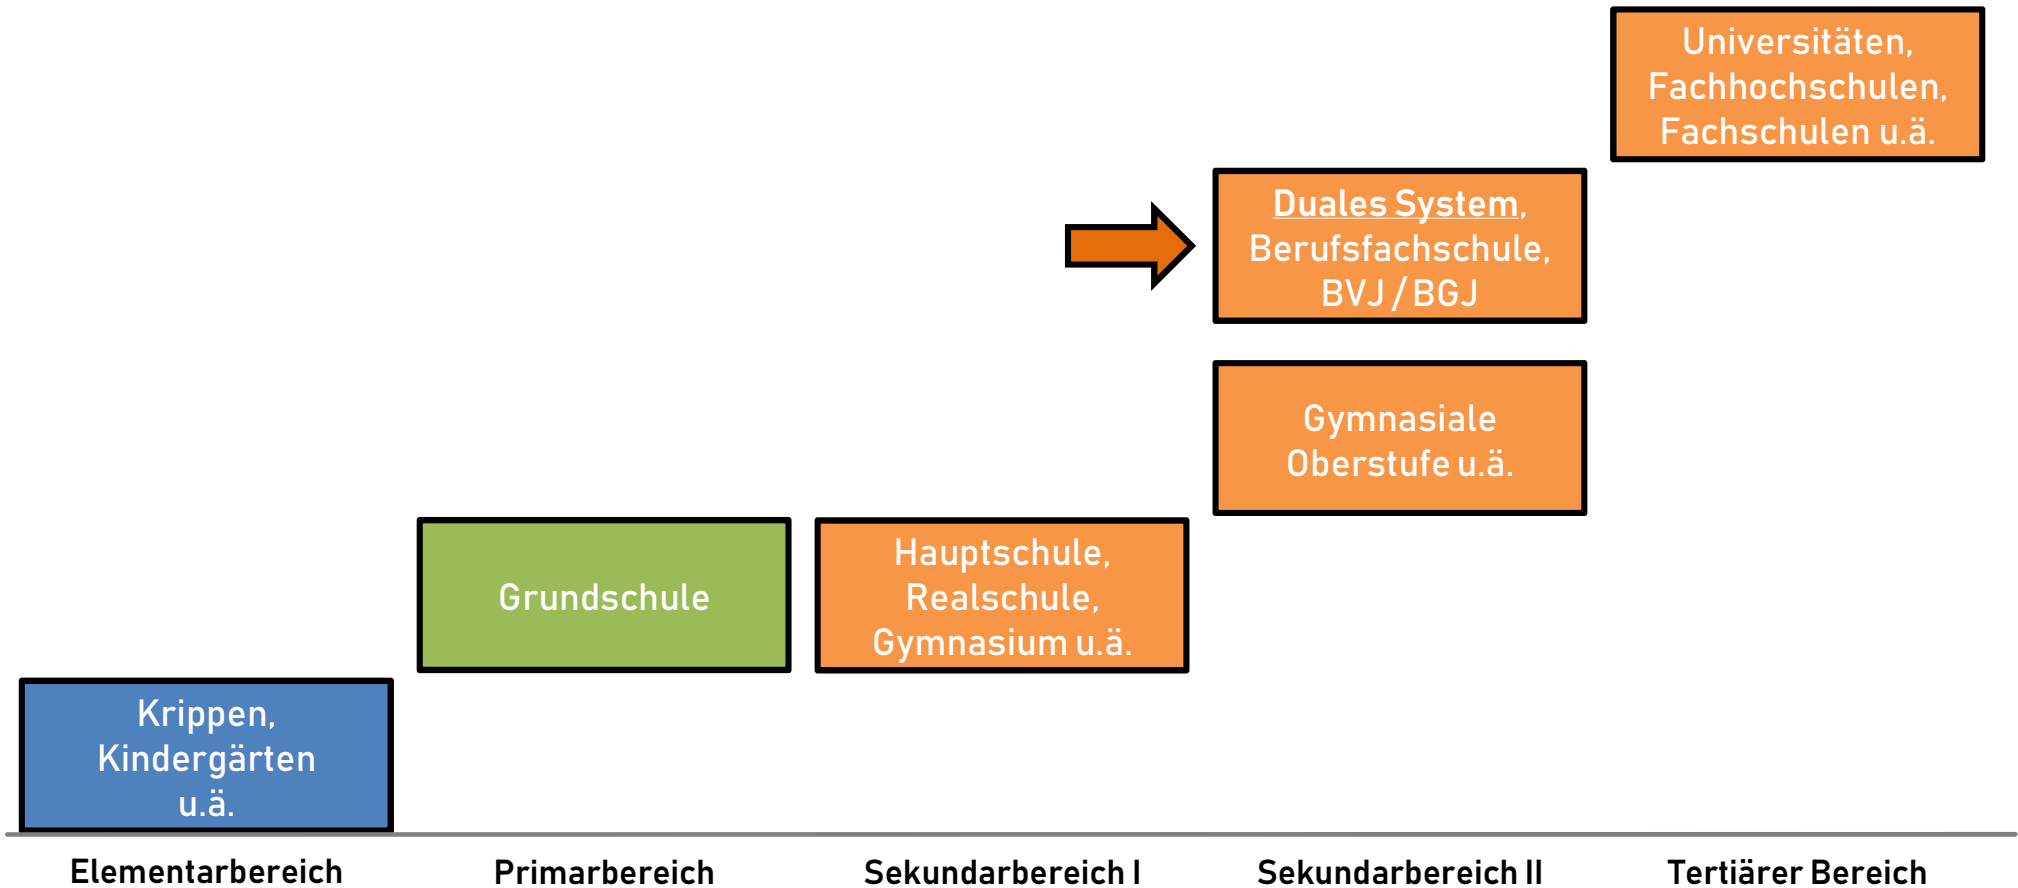 Universitäten,
Fachhochschulen,
Fachschulen u.ä.
Duales System,
Berufsfachschule,
BVJ / BGJ
Gymnasiale
Oberstufe u.ä.
Grundschule
Hauptschule,
Realschule,
Gymnasium u.ä.
Krippen,
Kindergärten
u.ä.
Elementarbereich
Primarbereich
Sekundarbereich I
Sekundarbereich II
Tertiärer Bereich